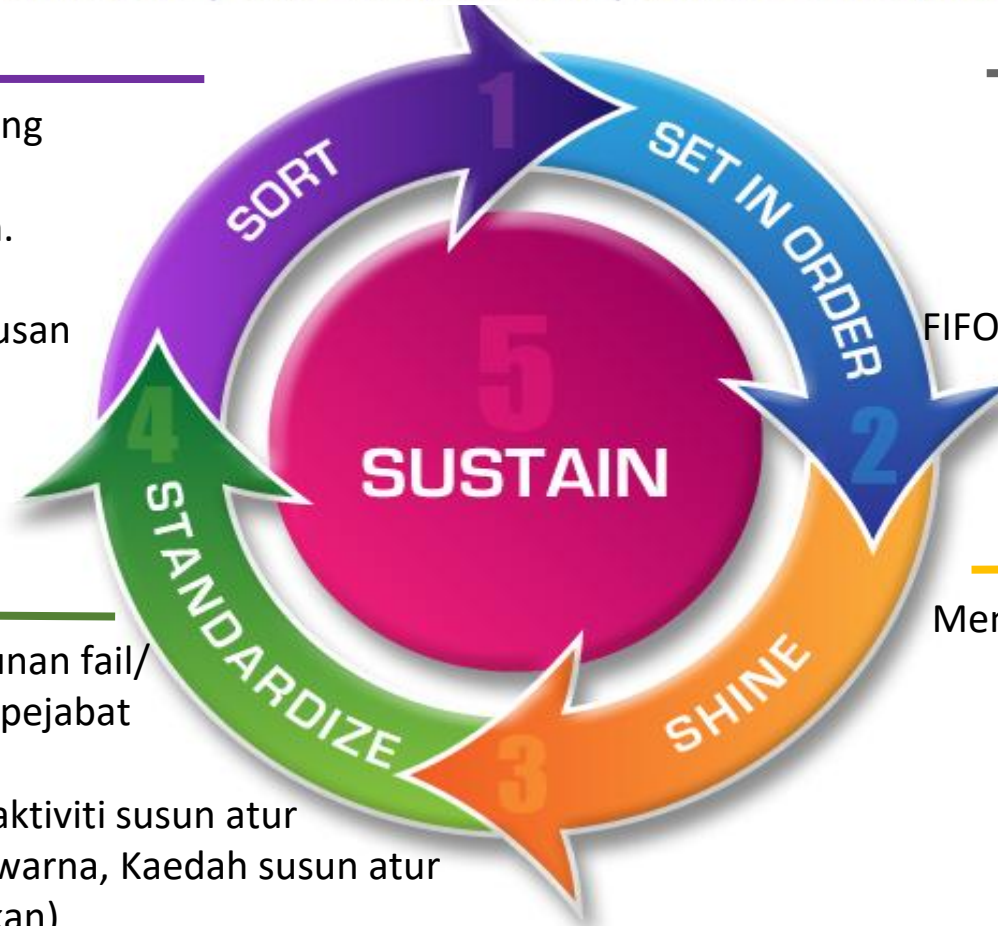 ng
.
usan
1
SORT
SET IN ORDER
2
FIFO
5
SUSTAIN
4
STANDARDIZE
SHINE
3
Mer
unan fail/
pejabat
aktiviti susun atur
warna, Kaedah susun atur
kan)